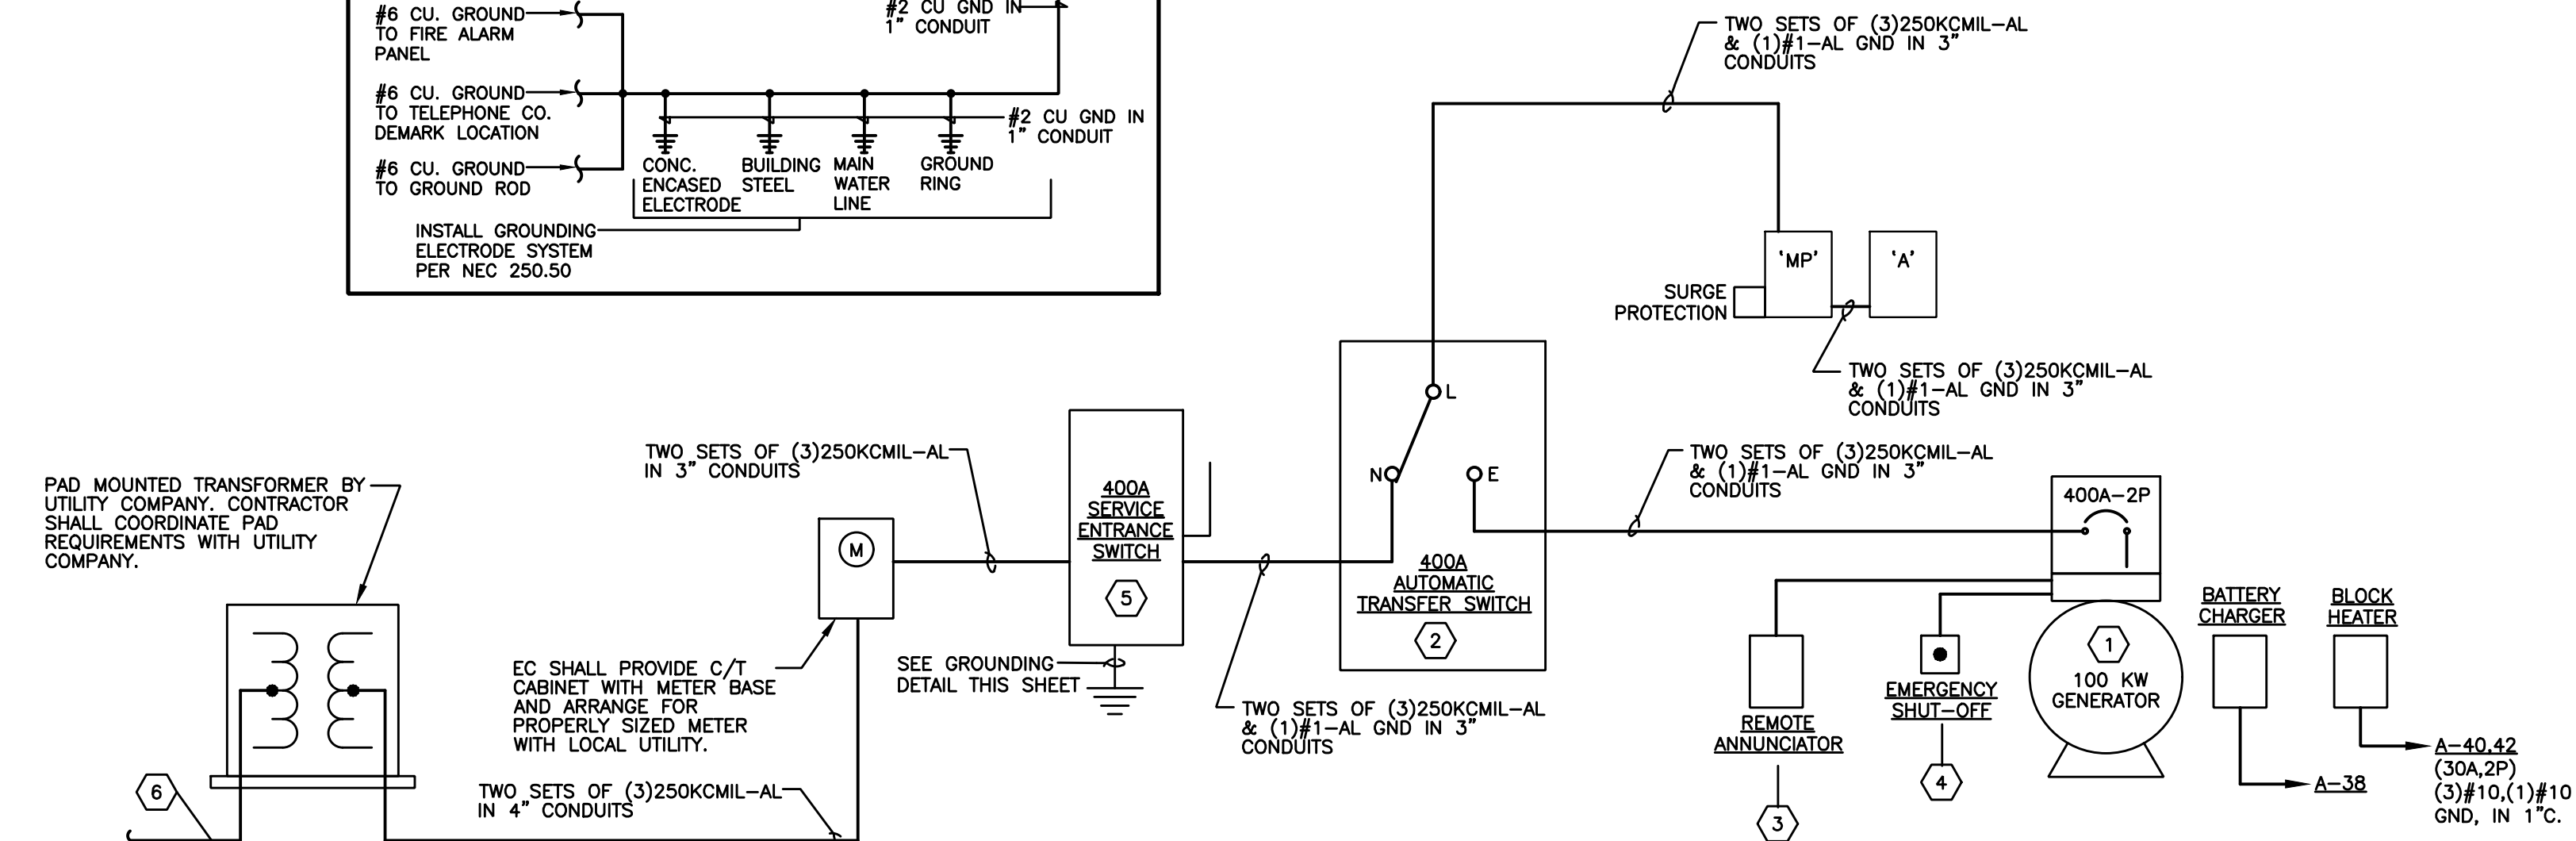 #6 CU. GROUND
TO FIRE ALARM
PANEL
#2 CU GND IN
1" CONDUIT
#6 CU. GROUND
TO TELEPHONE CO.
DEMARK LOCATION
#2 CU GND IN
1" CONDUIT
#6 CU. GROUND
TO GROUND ROD
CONC.
ENCASED
ELECTRODE
BUILDING
STEEL
MAIN
WATER
LINE
GROUND
RING
INSTALL GROUNDING
ELECTRODE SYSTEM
PER NEC 250.50
TWO SETS OF (3)250KCMIL-AL
& (1)#1-AL GND IN 3"
CONDUITS
'MP'
'A'
SURGE
PROTECTION
TWO SETS OF (3)250KCMIL-AL
& (1)#1-AL GND IN 3"
CONDUITS
PAD MOUNTED TRANSFORMER BY
UTILITY COMPANY. CONTRACTOR
SHALL COORDINATE PAD
REQUIREMENTS WITH UTILITY
COMPANY.
6
TWO SETS OF (3)250KCMIL-AL
IN 3" CONDUITS
M
EC SHALL PROVIDE C/T
CABINET WITH METER BASE
AND ARRANGE FOR
PROPERLY SIZED METER
WITH LOCAL UTILITY.
TWO SETS OF (3)250KCMIL-AL
IN 4" CONDUITS
400A
SERVICE
ENTRANCE
SWITCH
5
SEE GROUNDING
DETAIL THIS SHEET
TWO SETS OF (3)250KCMIL-AL
& (1)#1-AL GND IN 3"
CONDUITS
L
N
E
400A
AUTOMATIC
TRANSFER SWITCH
2
TWO SETS OF (3)250KCMIL-AL
& (1)#1-AL GND IN 3"
CONDUITS
400A-2P
1
100 KW
GENERATOR
REMOTE
ANNUNCIATOR
3
EMERGENCY
SHUT-OFF
4
BATTERY
CHARGER
A-38
BLOCK
HEATER
A-40,42
(30A,2P)
(3)#10,(1)#10
GND, IN 1"C.